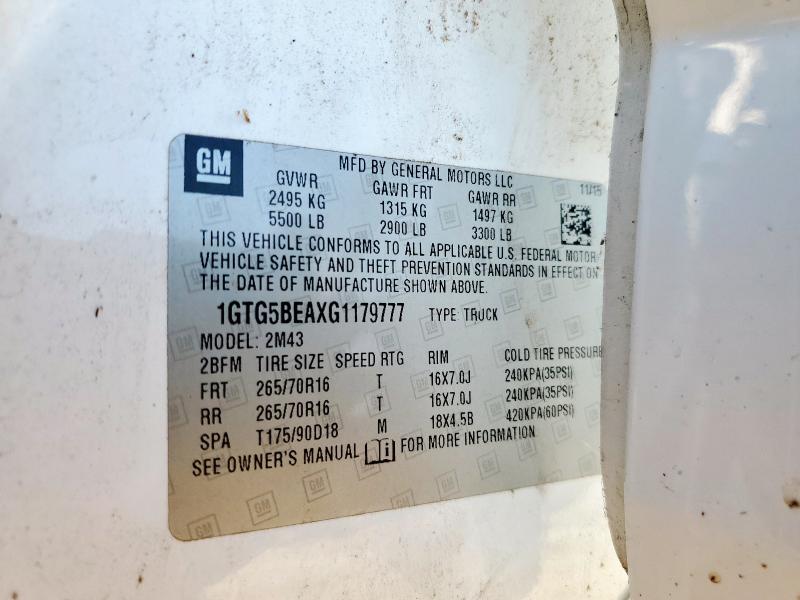 GM
MFD BY GENERAL MOTORS LLC
11/15
GVWR GAWR FRT GAWR RR
2495 KG 1315 KG 1497 KG
5500 LB 2900 LB 3300 LB
THIS VEHICLE CONFORMS TO ALL APPLICABLE U.S. FEDERAL MOTOR
VEHICLE SAFETY AND THEFT PREVENTION STANDARDS IN EFFECT ON
THE DATE OF MANUFACTURE SHOWN ABOVE.
1GTG5BEAXG1179777 TYPE: TRUCK
MODEL: 2M43
2BFM TIRE SIZE SPEED RTG RIM COLD TIRE PRESSURE
FRT 265/70R16 T 16X7.0J 240KPA(35PSI)
RR 265/70R16 T 16X7.0J 240KPA(35PSI)
SPA T175/90D18 M 18X4.5B 420KPA(60PSI)
SEE OWNER'S MANUAL FOR MORE INFORMATION